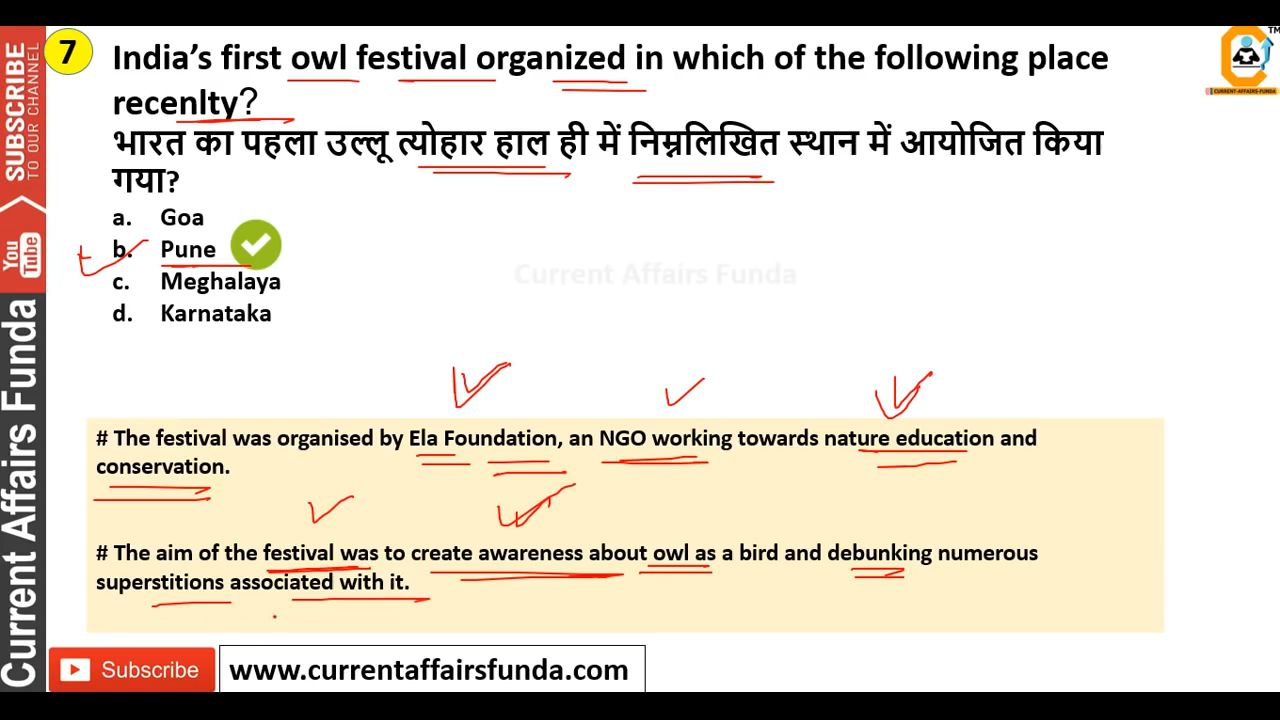 7
India's first owl festival organized in which of the following place
recenlty?
भारत का पहला उल्लू त्योहार हाल ही में निम्नलिखित स्थान में आयोजित किया
गया?
a. Goa
b. Pune
c. Meghalaya
d. Karnataka
Current Affairs Funda
# The festival was organised by Ela Foundation, an NGO working towards nature education and
conservation.
# The aim of the festival was to create awareness about owl as a bird and debunking numerous
superstitions associated with it.
Subscribe
www.currentaffairsfunda.com
SUBSCRIBE
TO OUR CHANNEL
You
Tube
Current Affairs Funda
TM
CURRENT-AFFAIRS-FUNDA